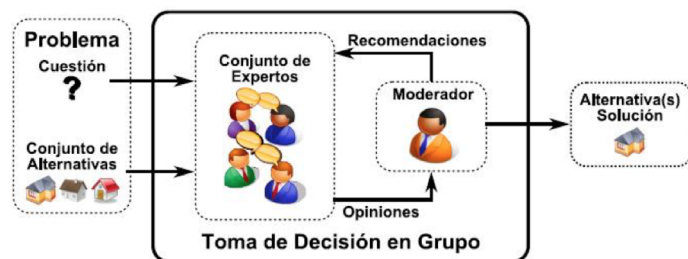 Problema
Cuestión
?
Conjunto de
Alternativas
Conjunto de
Expertos
Recomendaciones
Moderador
Opiniones
Toma de Decisión en Grupo
Alternativa(s)
Solución